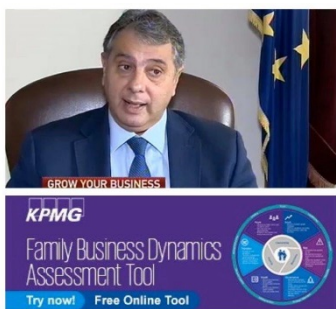 GROW YOUR BUSINESS
KPMG
Family Business Dynamics
Assessment Tool
Try now! Free Online Tool